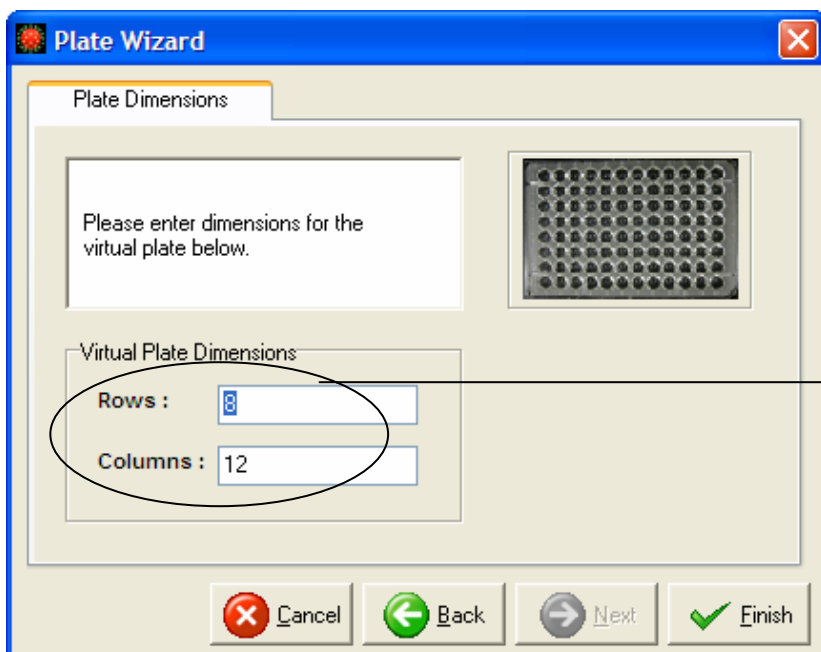 Plate Wizard
Plate Dimensions
Please enter dimensions for the
virtual plate below.
Virtual Plate Dimensions
Rows : 8
Columns : 12
Cancel Back Next Finish